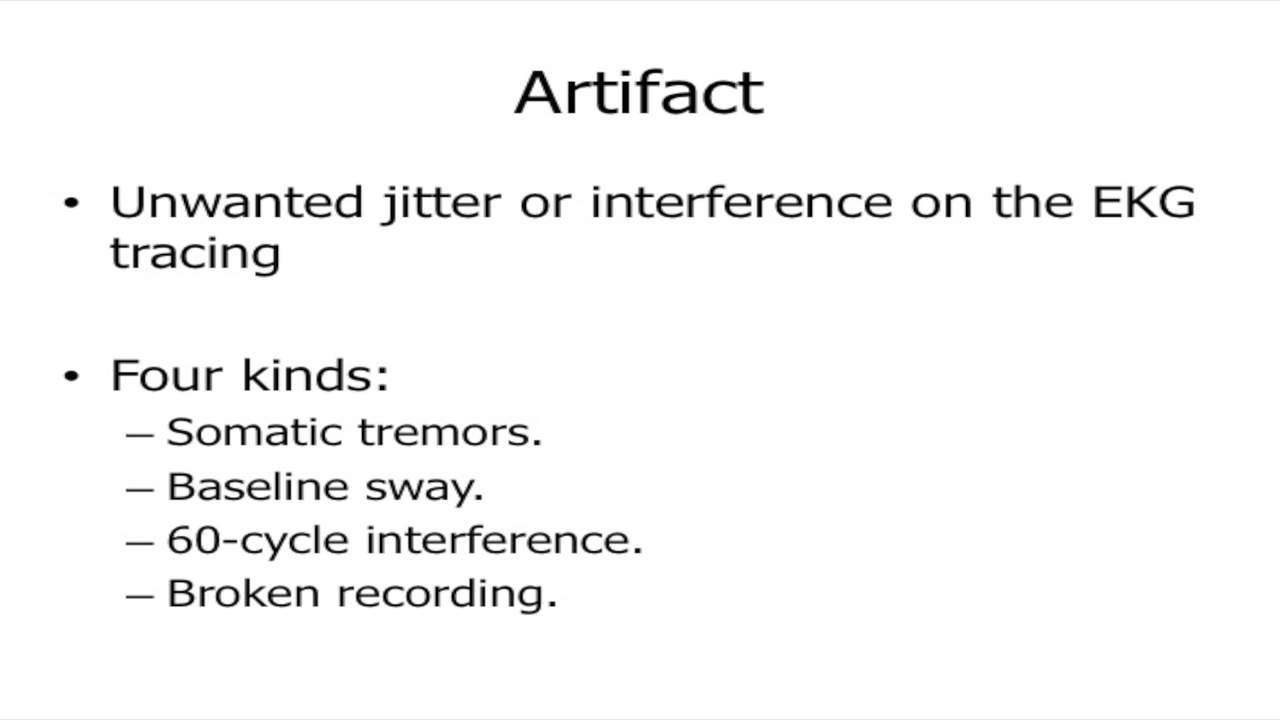 Artifact
• Unwanted jitter or interference on the EKG
tracing
• Four kinds:
– Somatic tremors.
– Baseline sway.
– 60-cycle interference.
– Broken recording.